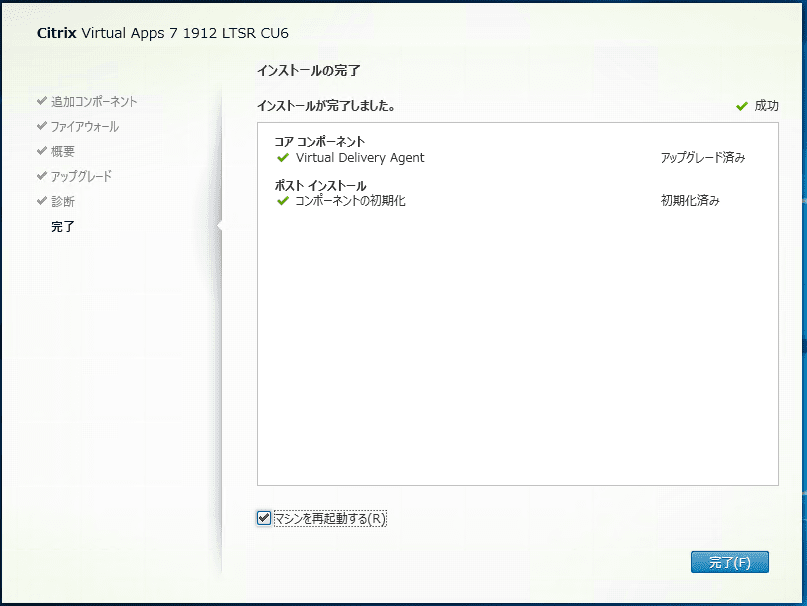 Citrix Virtual Apps 7 1912 LTSR CU6
インストールの完了
追加コンポーネント
ファイアウォール
概要
アップグレード
診断
完了
インストールが完了しました。
成功
コア コンポーネント
Virtual Delivery Agent アップグレード済み
ポスト インストール
コンポーネントの初期化 初期化済み
マシンを再起動する(R)
完了(F)